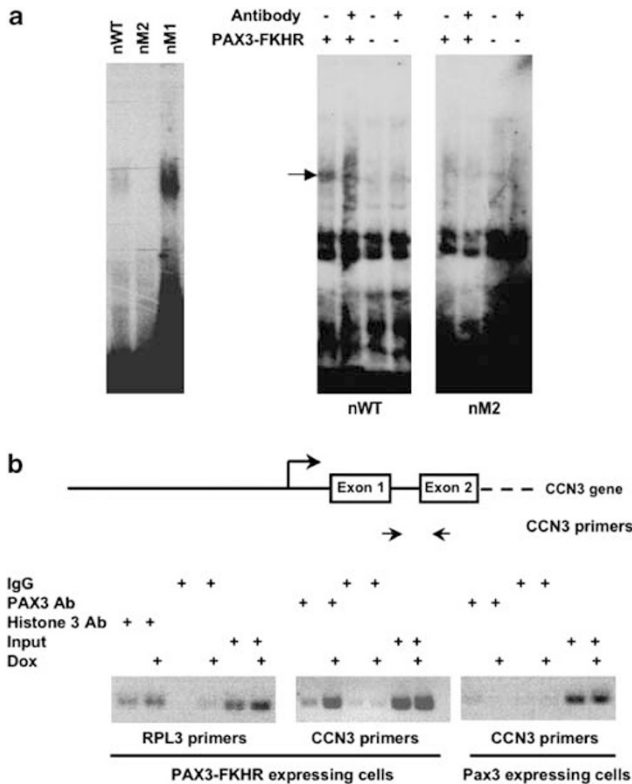 a
nWT
nM2
nM1
Antibody - + - +
PAX3-FKHR + + - -
- + - +
+ + - -
nWT
nM2
b
Exon 1
Exon 2
CCN3 gene
CCN3 primers
IgG + + + + + +
PAX3 Ab + + + +
Histone 3 Ab + +
Input + + + + + +
Dox + + + + + + + + +
RPL3 primers
CCN3 primers
CCN3 primers
PAX3-FKHR expressing cells
Pax3 expressing cells